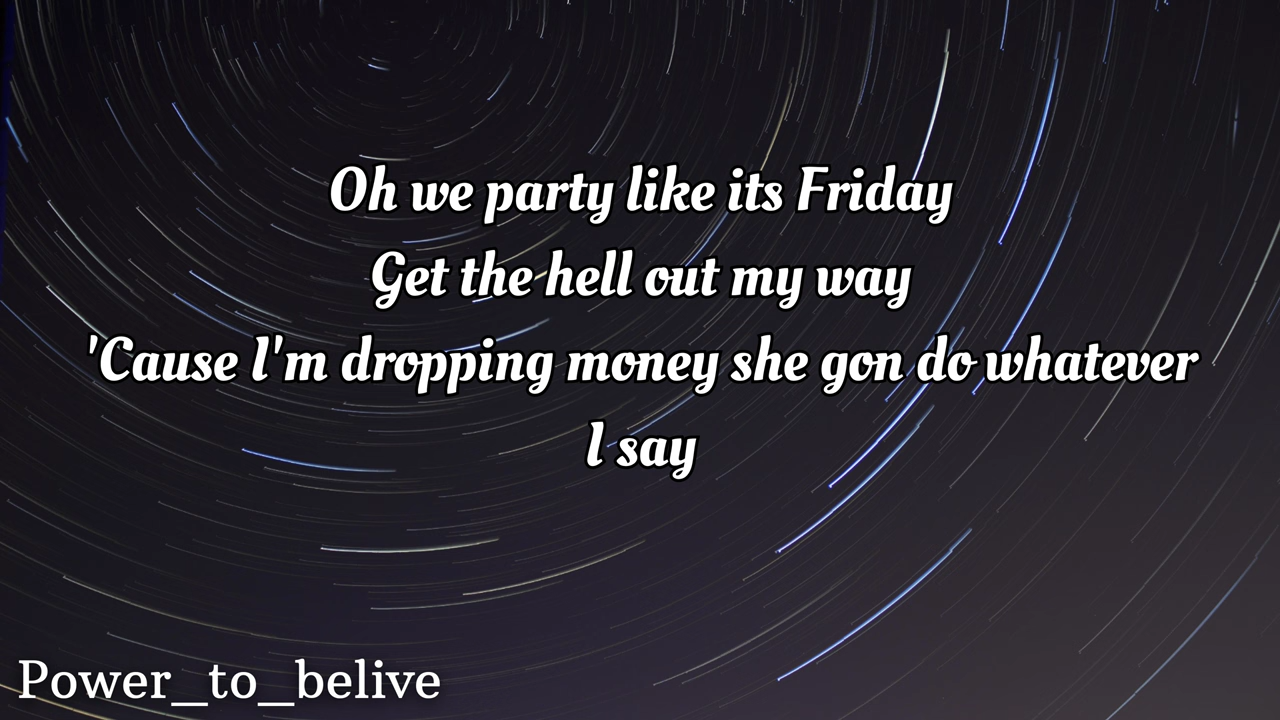 Oh we party like its Friday
Get the hell out my way
'Cause I'm dropping money she gon do whatever
I say
Power_to_belive